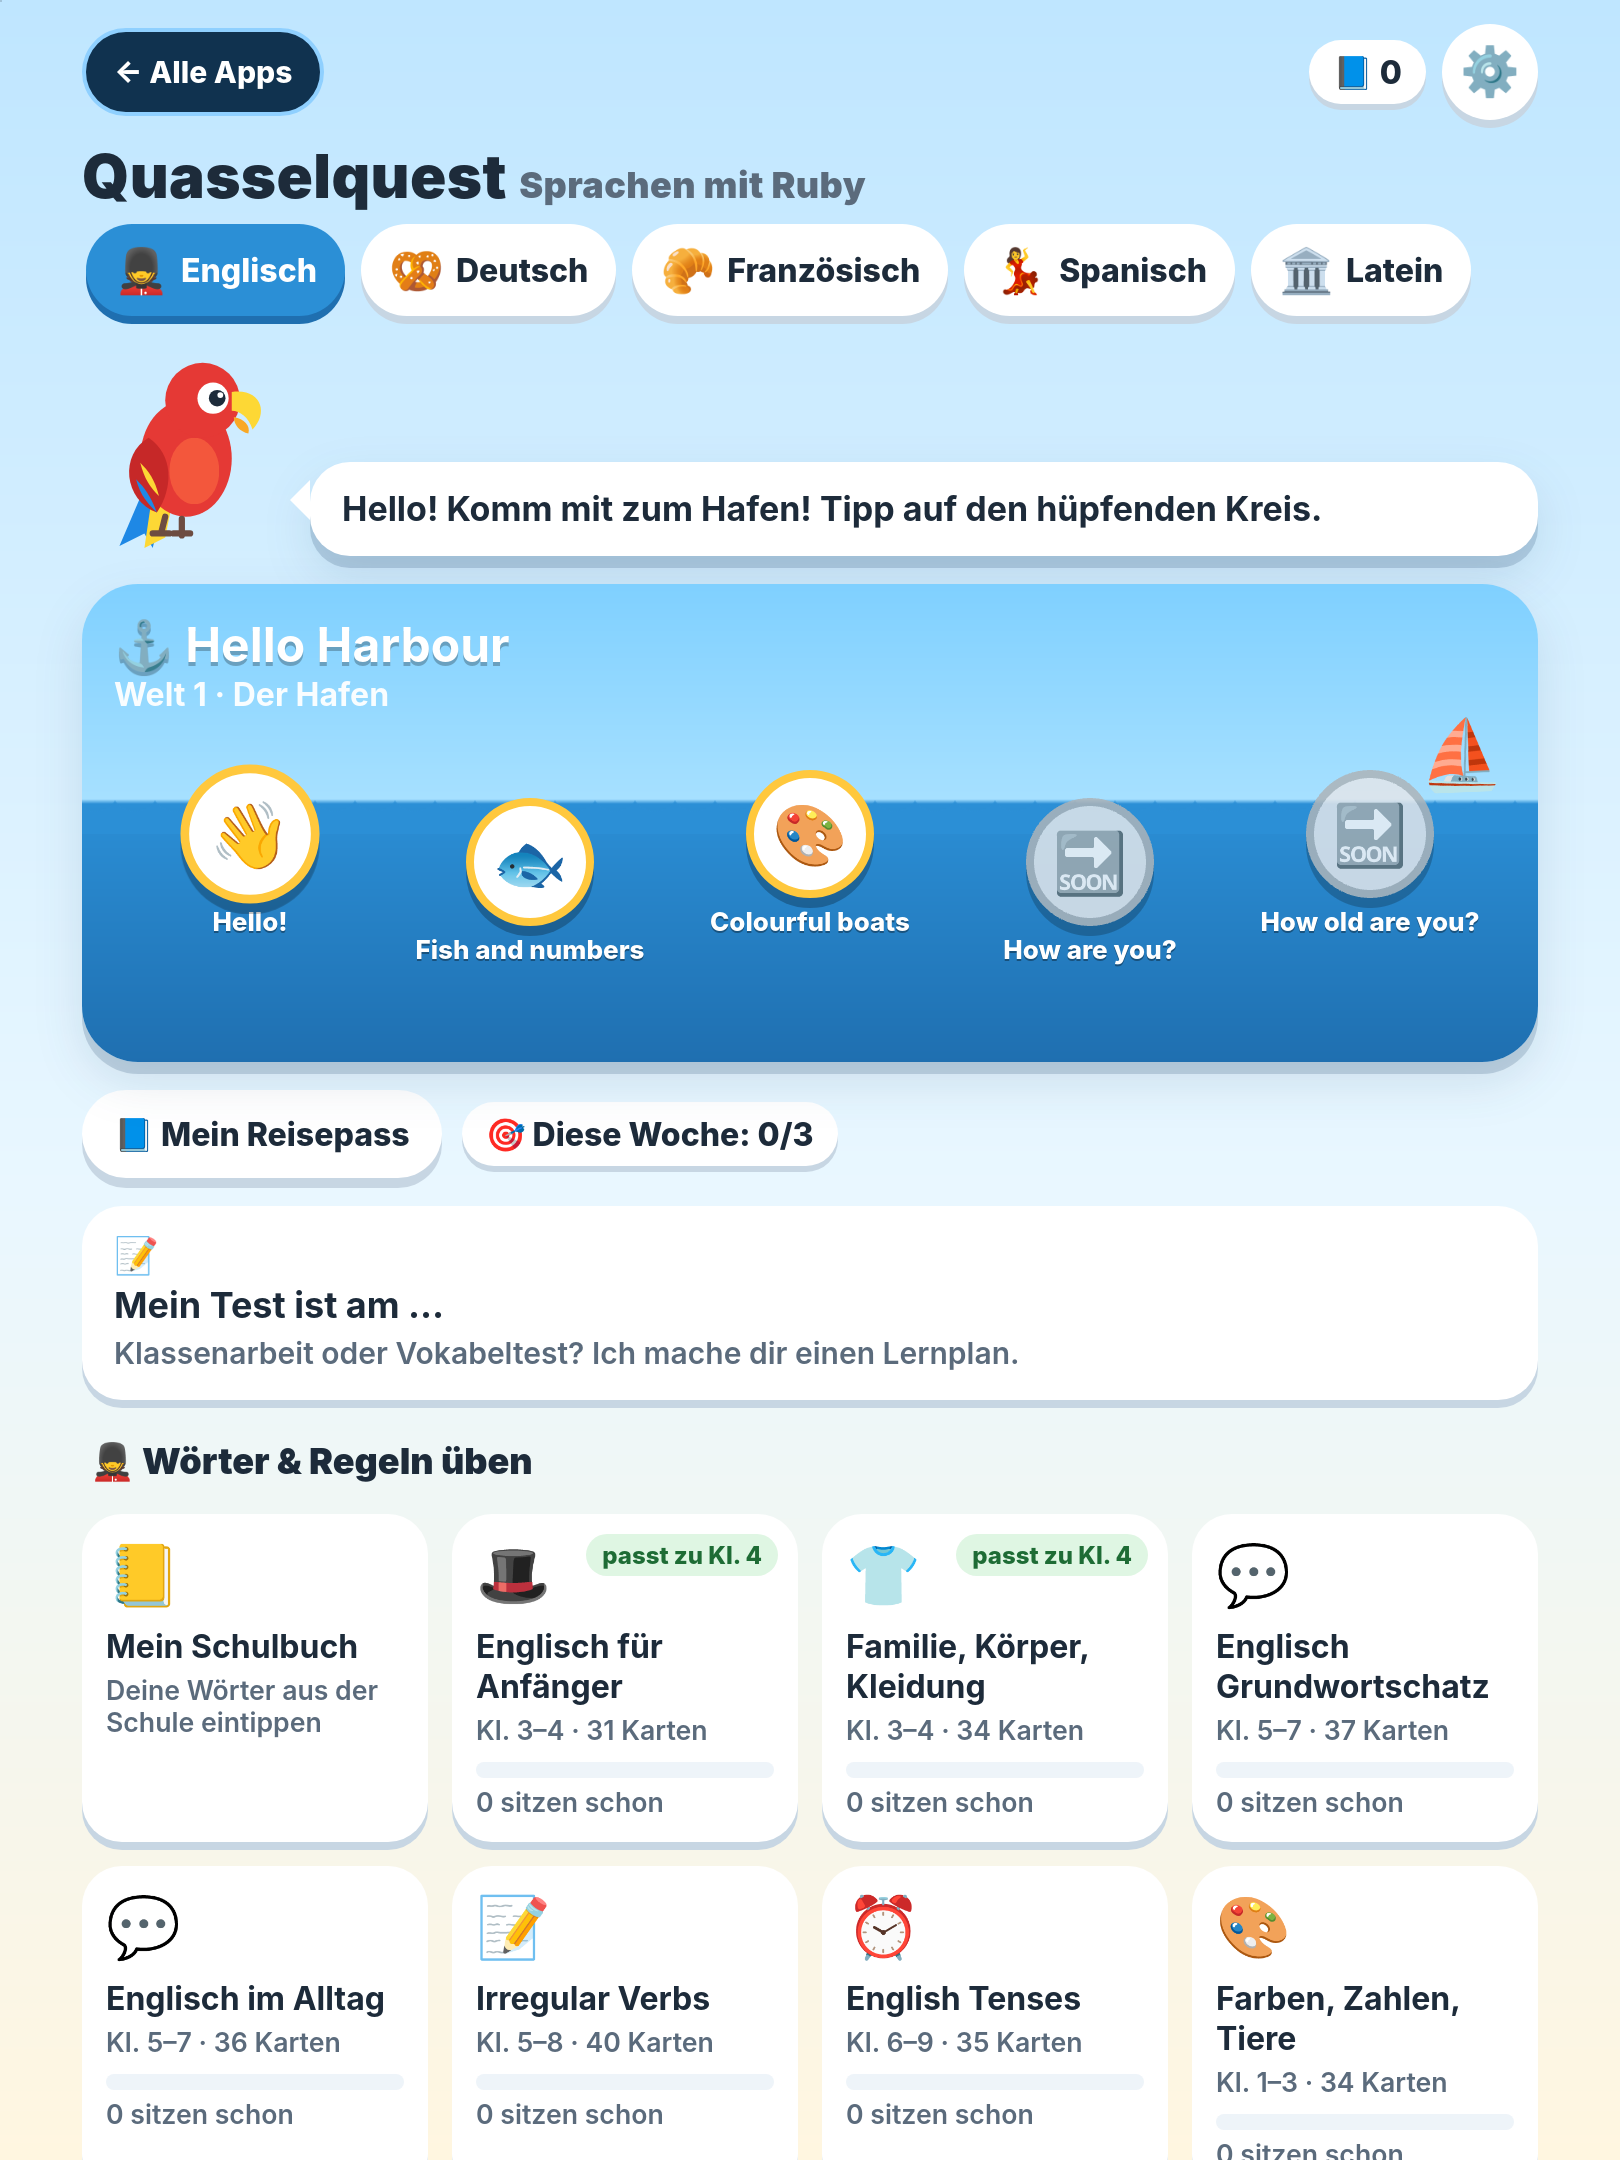 ← Alle Apps
0
Quasselquest Sprachen mit Ruby
Englisch
Deutsch
Französisch
Spanisch
Latein
Hello! Komm mit zum Hafen! Tipp auf den hüpfenden Kreis.
Hello Harbour
Welt 1 · Der Hafen
SOON
SOON
Hello!
Fish and numbers
Colourful boats
How are you?
How old are you?
Mein Reisepass
Diese Woche: 0/3
Mein Test ist am …
Klassenarbeit oder Vokabeltest? Ich mache dir einen Lernplan.
Wörter & Regeln üben
Mein Schulbuch
Deine Wörter aus der
Schule eintippen
passt zu Kl. 4
Englisch für
Anfänger
Kl. 3–4 · 31 Karten
0 sitzen schon
passt zu Kl. 4
Familie, Körper,
Kleidung
Kl. 3–4 · 34 Karten
0 sitzen schon
Englisch
Grundwortschatz
Kl. 5–7 · 37 Karten
0 sitzen schon
Englisch im Alltag
Kl. 5–7 · 36 Karten
0 sitzen schon
Irregular Verbs
Kl. 5–8 · 40 Karten
0 sitzen schon
English Tenses
Kl. 6–9 · 35 Karten
0 sitzen schon
Farben, Zahlen,
Tiere
Kl. 1–3 · 34 Karten
0 sitzen schon